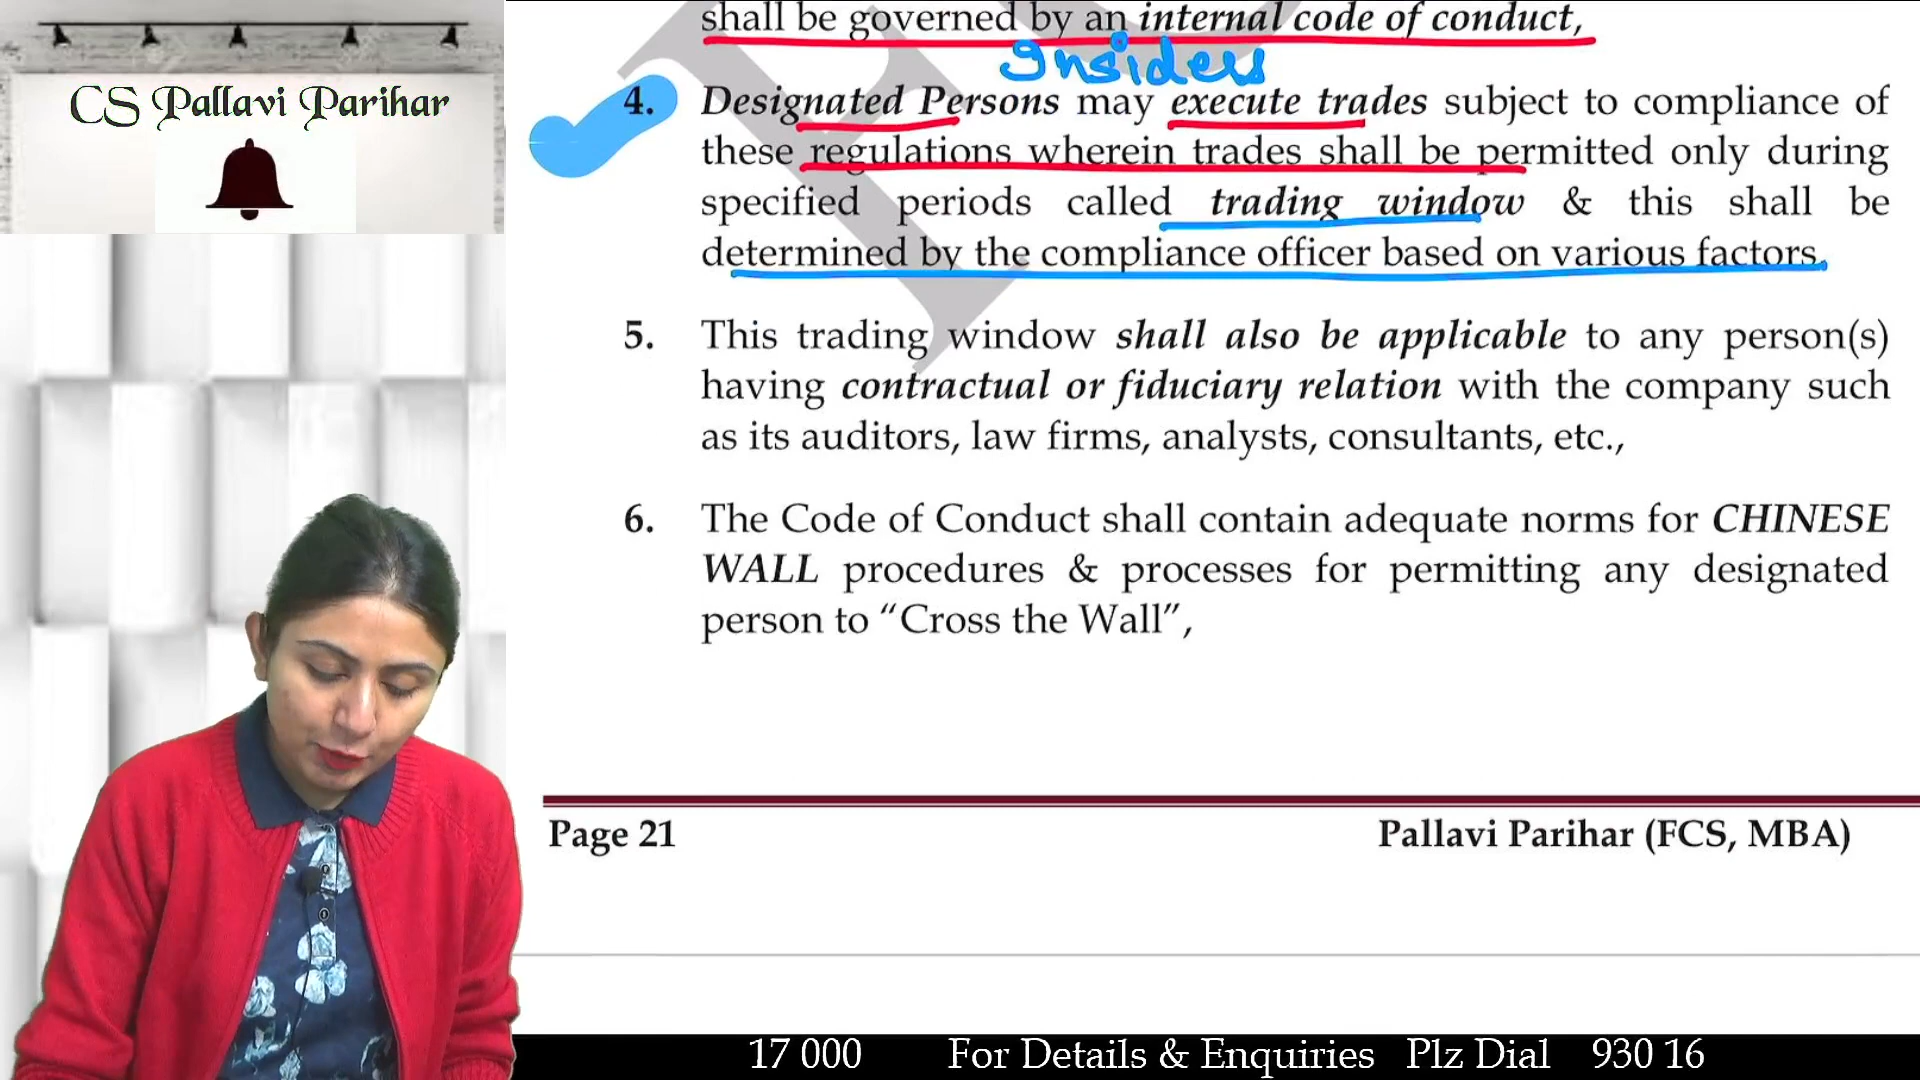 CS Pallavi Parihar
shall be governed by an internal code of conduct,
Insiders
4. Designated Persons may execute trades subject to compliance of
these regulations wherein trades shall be permitted only during
specified periods called trading window & this shall be
determined by the compliance officer based on various factors.
5. This trading window shall also be applicable to any person(s)
having contractual or fiduciary relation with the company such
as its auditors, law firms, analysts, consultants, etc.,
6. The Code of Conduct shall contain adequate norms for CHINESE
WALL procedures & processes for permitting any designated
person to “Cross the Wall”,
Page 21 Pallavi Parihar (FCS, MBA)
17 000 For Details & Enquiries Plz Dial 930 16